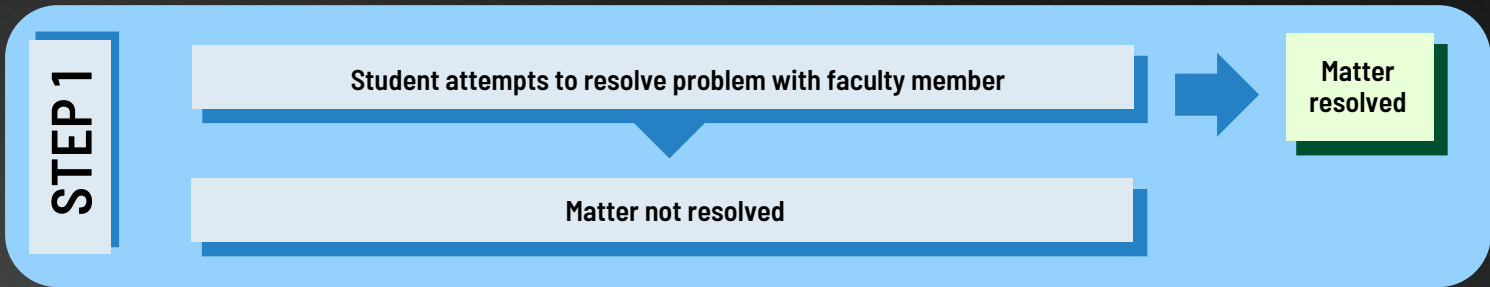 STEP 1
Student attempts to resolve problem with faculty member
Matter
resolved
Matter not resolved